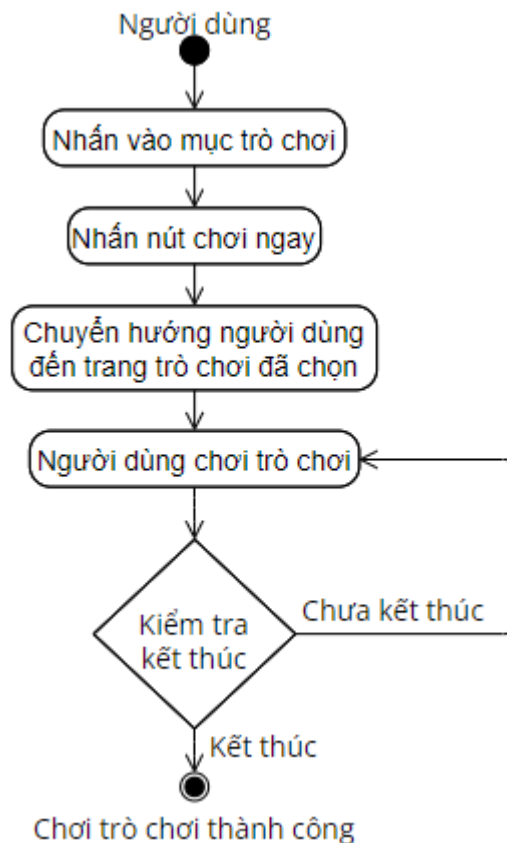 Người dùng
Nhấn vào mục trò chơi
Nhấn nút chơi ngay
Chuyển hướng người dùng
đến trang trò chơi đã chọn
Người dùng chơi trò chơi
Kiểm tra
kết thúc
Chưa kết thúc
Kết thúc
Chơi trò chơi thành công